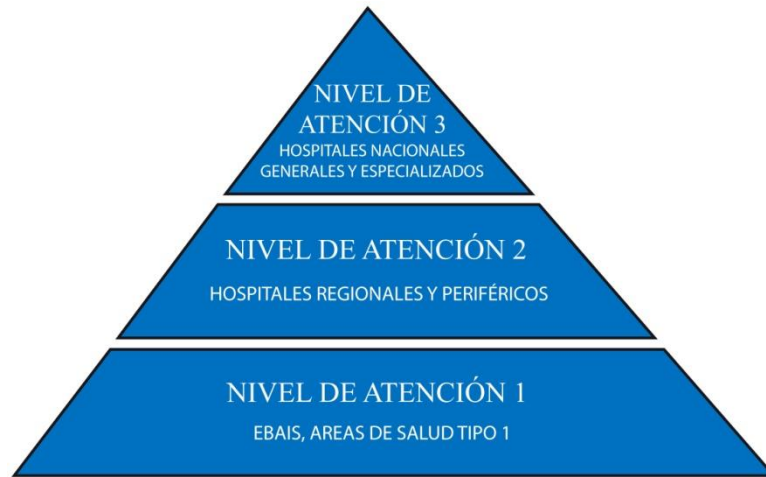 NIVEL DE
ATENCIÓN 3
HOSPITALES NACIONALES
GENERALES Y ESPECIALIZADOS
NIVEL DE ATENCIÓN 2
HOSPITALES REGIONALES Y PERIFÉRICOS
NIVEL DE ATENCIÓN 1
EBAIS, AREAS DE SALUD TIPO 1